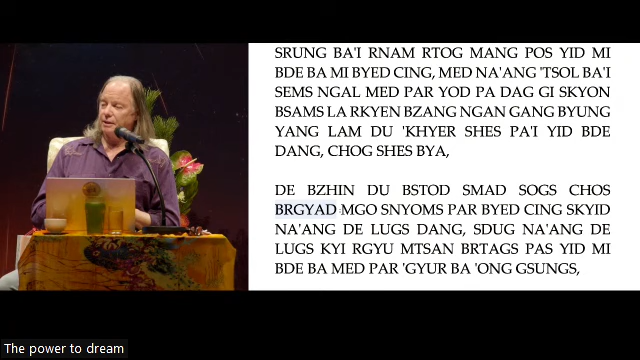 SRUNG BA'I RNAM RTOG MANG POS YID MI
BDE BA MI BYED CING, MED NA'ANG 'TSOL BA'I
SEMS NGAL MED PAR YOD PA DAG GI SKYON
BSAMS LA RKYEN BZANG NGAN GANG BYUNG
YANG LAM DU 'KHYER SHES PA'I YID BDE
DANG, CHOG SHES BYA,
DE BZHIN DU BSTOD SMAD SOGS CHOS
BRGYAD MGO SNYOMS PAR BYED CING SKYID
NA'ANG DE LUGS DANG, SDUG NA'ANG DE
LUGS KYI RGYU MTSAN BRTAGS PAS YID MI
BDE BA MED PAR 'GYUR BA 'ONG GSUNGS,
The power to dream